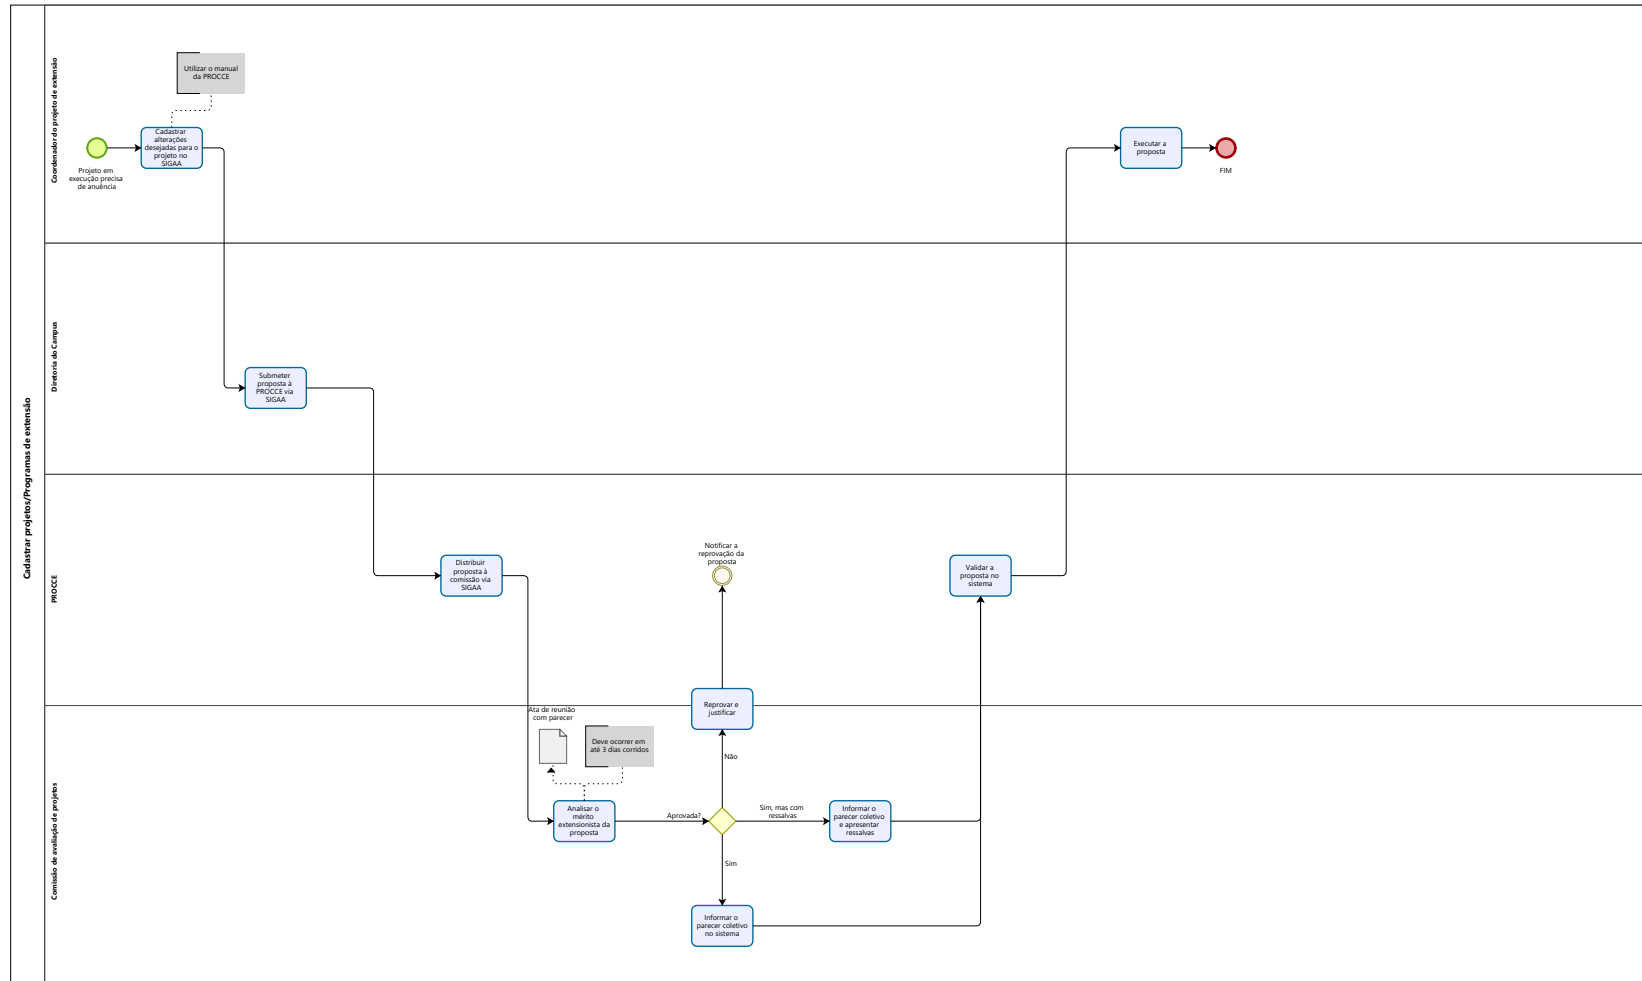 Cadastrar projetos/Programas de extensão
Coordenador do projeto de extensão
Utilizar o manual
da PROCCE
Projeto em
execução precisa
de anuência
Cadastrar
alterações
desejadas para o
projeto no
SIGAA
Executar a
proposta
FIM
Diretoria do Campus
Submeter
proposta à
PROCCE via
SIGAA
PROCCE
Distribuir
proposta à
comissão via
SIGAA
Notificar a
reprovação da
proposta
Validar a
proposta no
sistema
Reprovar e
justificar
Comissão de avaliação de projetos
Ata de reunião
com parecer
Deve ocorrer em
até 3 dias corridos
Analisar o
mérito
extensionista da
proposta
Aprovada?
Não
Sim, mas com
ressalvas
Sim
Informar o
parecer coletivo
e apresentar
ressalvas
Informar o
parecer coletivo
no sistema